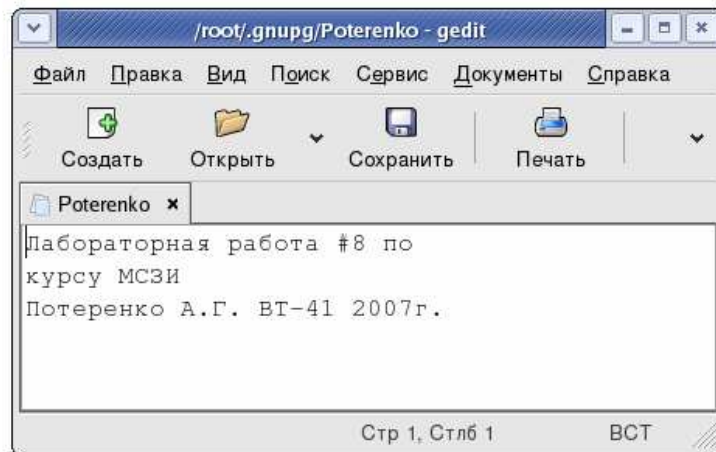 /root/.gnupg/Poterenko - gedit
Файл Правка Вид Поиск Сервис Документы Справка
Создать Открыть Сохранить Печать
Poterenko
Лабораторная работа #8 по
курсу МСЗИ
Потеренко А.Г. ВТ-41 2007г.
Стр 1, Стлб 1 ВСТ